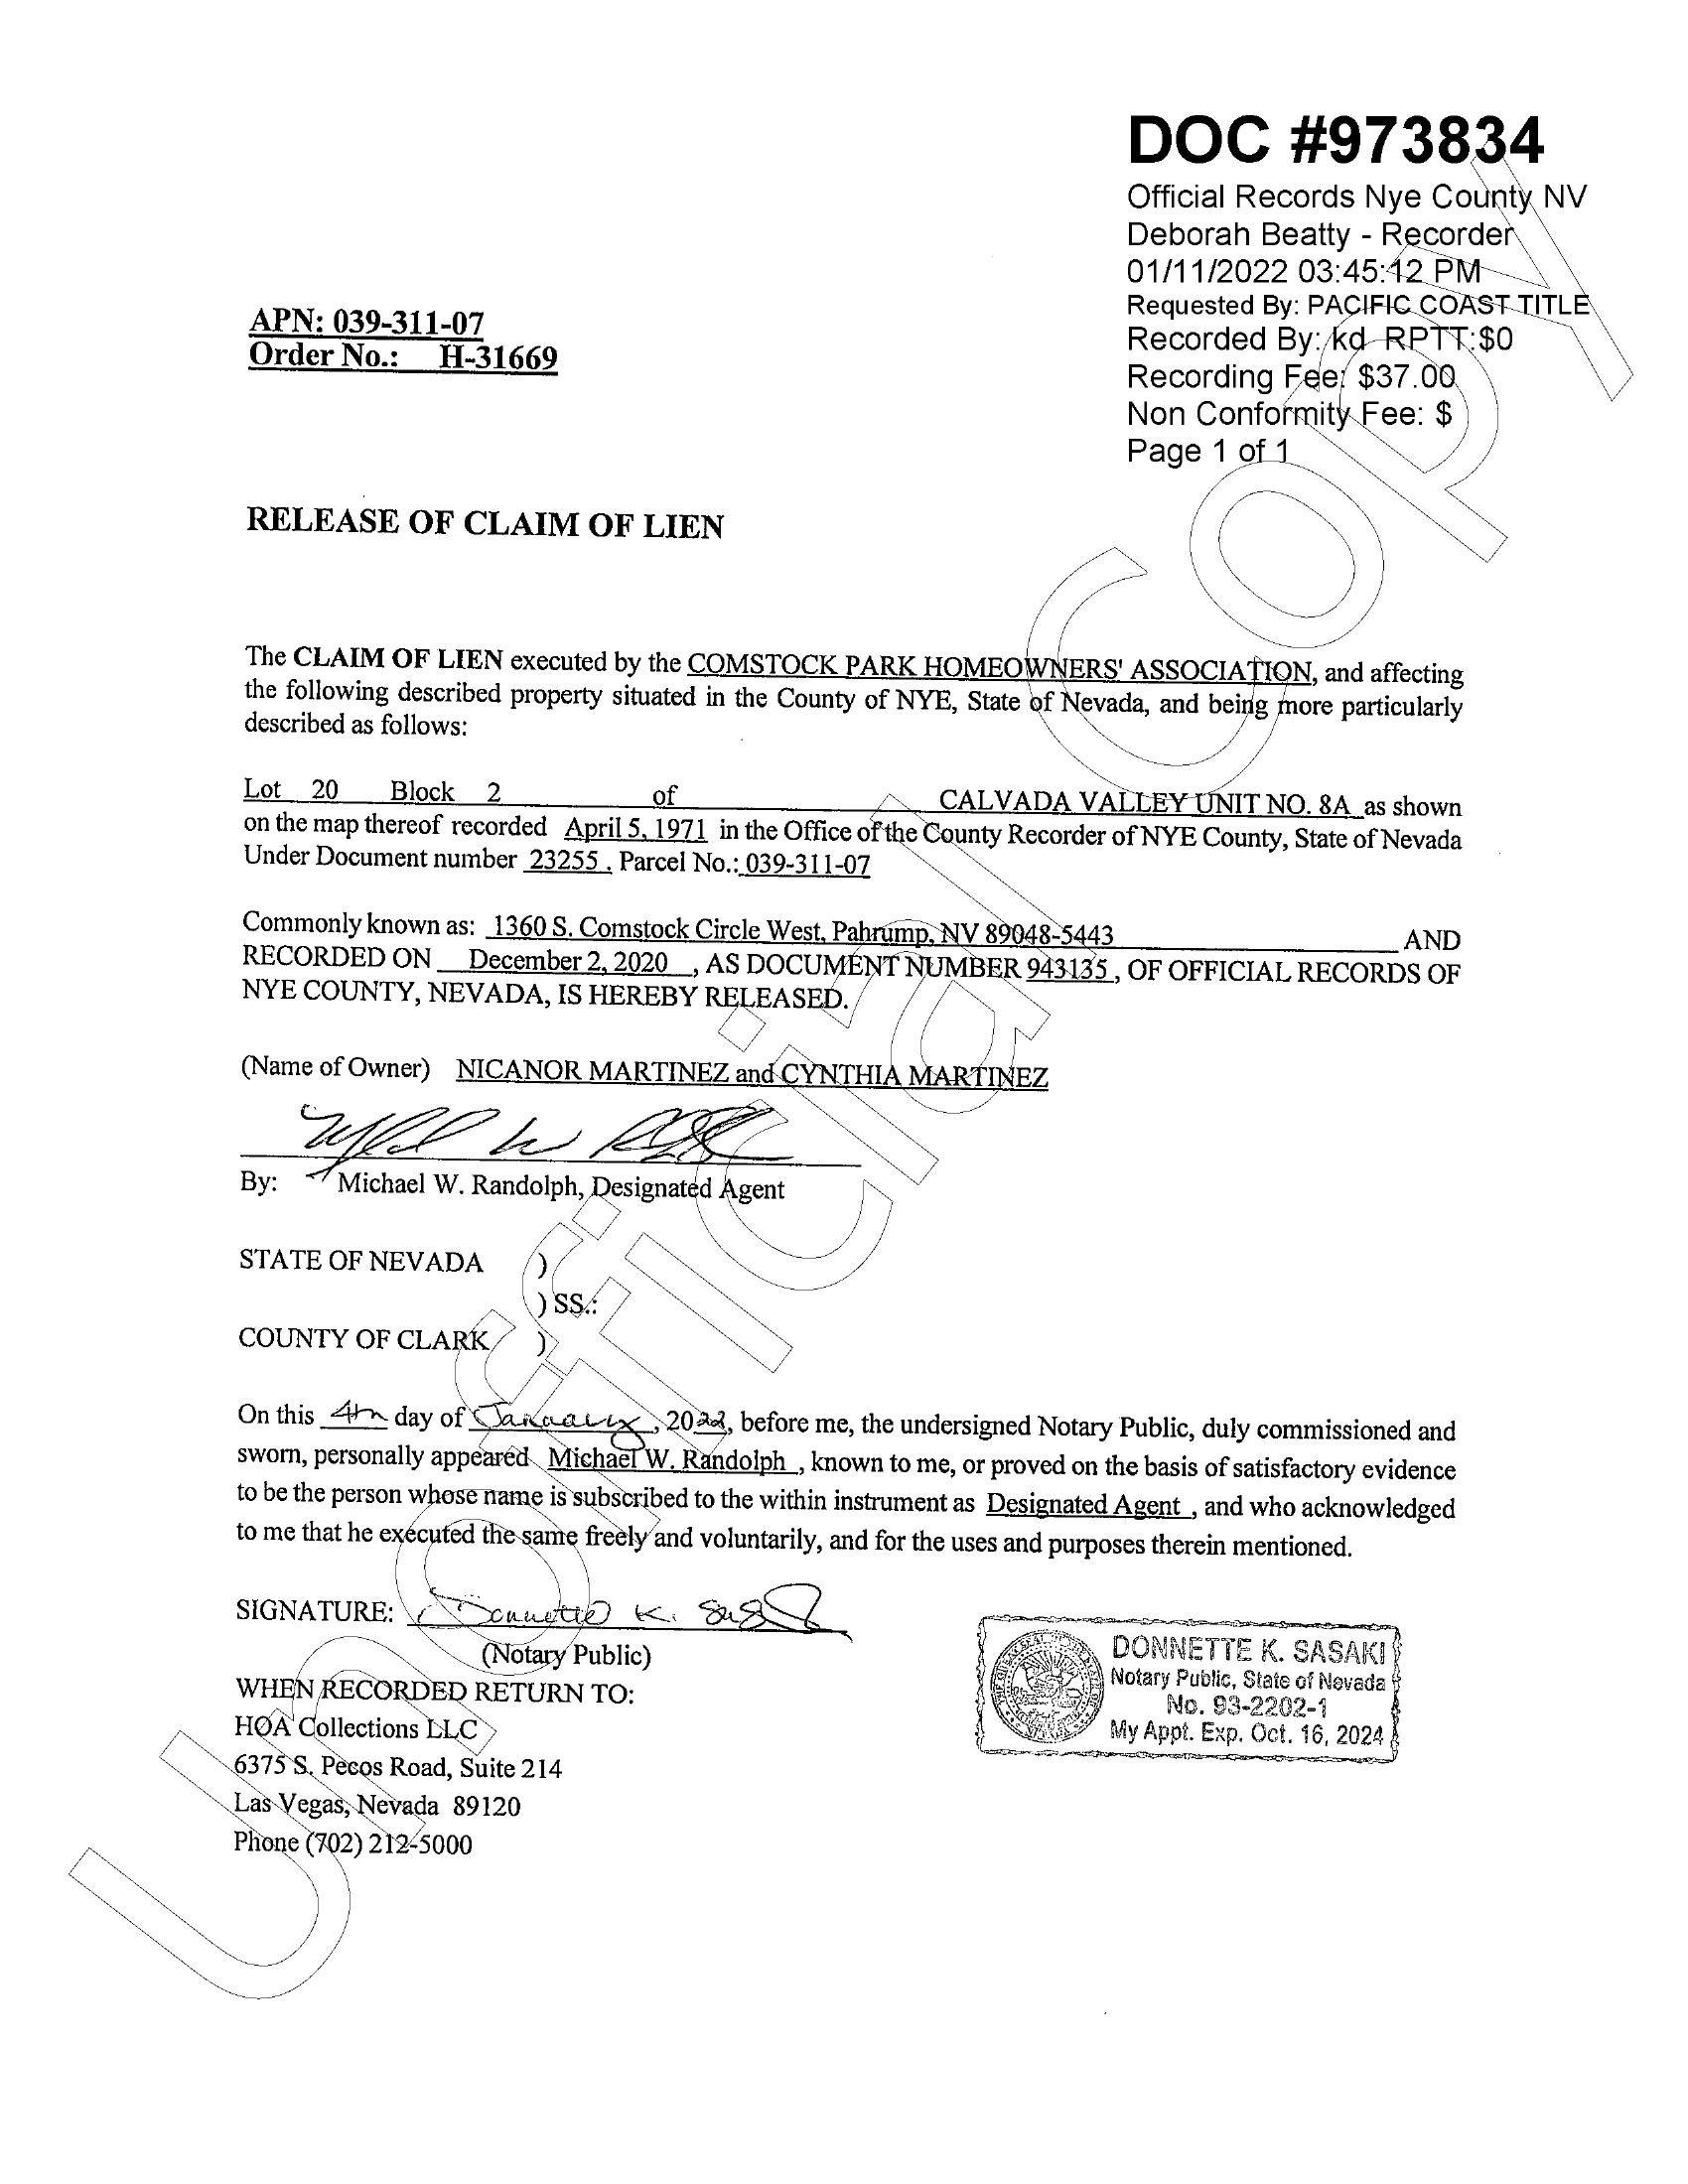 DOC #973834
Official Records Nye County NV
Deborah Beatty - Recorder
01/11/2022 03:45:12 PM
Requested By: PACIFIC COAST TITLE
Recorded By: kd RPTT:$0
Recording Fee: $37.00
Non Conformity Fee: $
Page 1 of 1
APN: 039-311-07
Order No.: H-31669
RELEASE OF CLAIM OF LIEN
The CLAIM OF LIEN executed by the COMSTOCK PARK HOMEOWNERS' ASSOCIATION, and affecting
the following described property situated in the County of NYE, State of Nevada, and being more particularly
described as follows:
Lot 20 Block 2 of CALVADA VALLEY UNIT NO. 8A as shown
on the map thereof recorded April 5, 1971 in the Office of the County Recorder of NYE County, State of Nevada
Under Document number 23255 , Parcel No.: 039-311-07
Commonly known as: 1360 S. Comstock Circle West, Pahrump, NV 89048-5443 AND
RECORDED ON December 2, 2020 , AS DOCUMENT NUMBER 943135 , OF OFFICIAL RECORDS OF
NYE COUNTY, NEVADA, IS HEREBY RELEASED.
(Name of Owner) NICANOR MARTINEZ and CYNTHIA MARTINEZ
By: Michael W. Randolph, Designated Agent
STATE OF NEVADA )
) SS.:
COUNTY OF CLARK )
On this 4th day of January, 2022, before me, the undersigned Notary Public, duly commissioned and
sworn, personally appeared Michael W. Randolph , known to me, or proved on the basis of satisfactory evidence
to be the person whose name is subscribed to the within instrument as Designated Agent , and who acknowledged
to me that he executed the same freely and voluntarily, and for the uses and purposes therein mentioned.
SIGNATURE: Donnette K. Sasaki
(Notary Public)
WHEN RECORDED RETURN TO:
HOA Collections LLC
6375 S. Pecos Road, Suite 214
Las Vegas, Nevada 89120
Phone (702) 212-5000
DONNETTE K. SASAKI
Notary Public, State of Nevada
No. 93-2202-1
My Appt. Exp. Oct. 16, 2024
Unofficial Copy